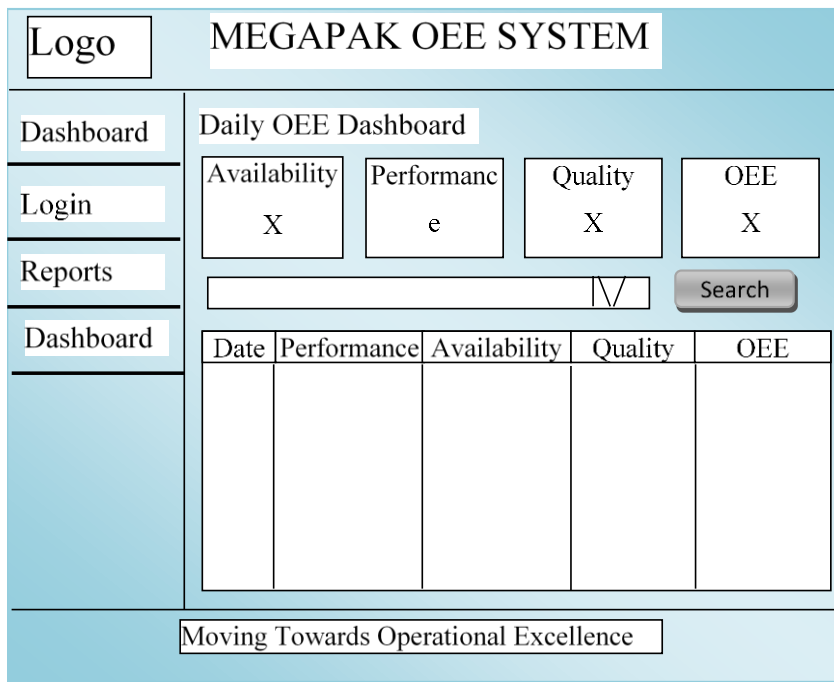 Logo
MEGAPAK OEE SYSTEM
Dashboard
Login
Reports
Dashboard
Daily OEE Dashboard
Availability
X
Performanc
e
Quality
X
OEE
X
Search
Date Performance Availability Quality OEE
Moving Towards Operational Excellence